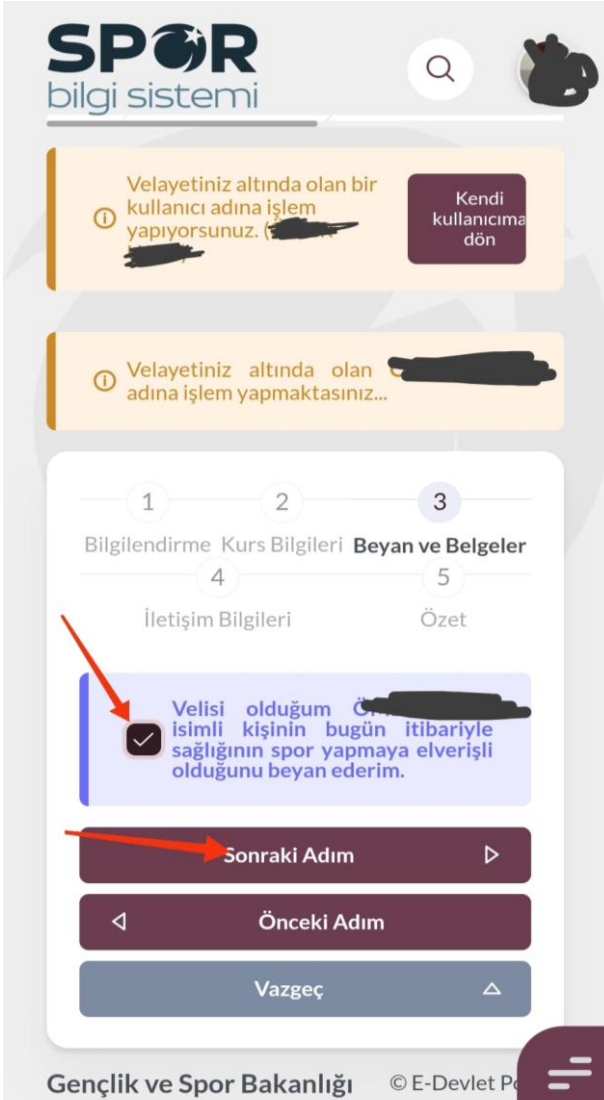 SPOR
bilgi sistemi
Velayetiniz altında olan bir
kullanıcı adına işlem
yapıyorsunuz. (
Kendi
kullanıcıma
dön
Velayetiniz altında olan
adına işlem yapmaktasınız...
1
2
3
Bilgilendirme Kurs Bilgileri Beyan ve Belgeler
4
5
İletişim Bilgileri
Özet
Velisi olduğum
isimli kişinin bugün itibariyle
sağlığının spor yapmaya elverişli
olduğunu beyan ederim.
Sonraki Adım
Önceki Adım
Vazgeç
Gençlik ve Spor Bakanlığı © E-Devlet